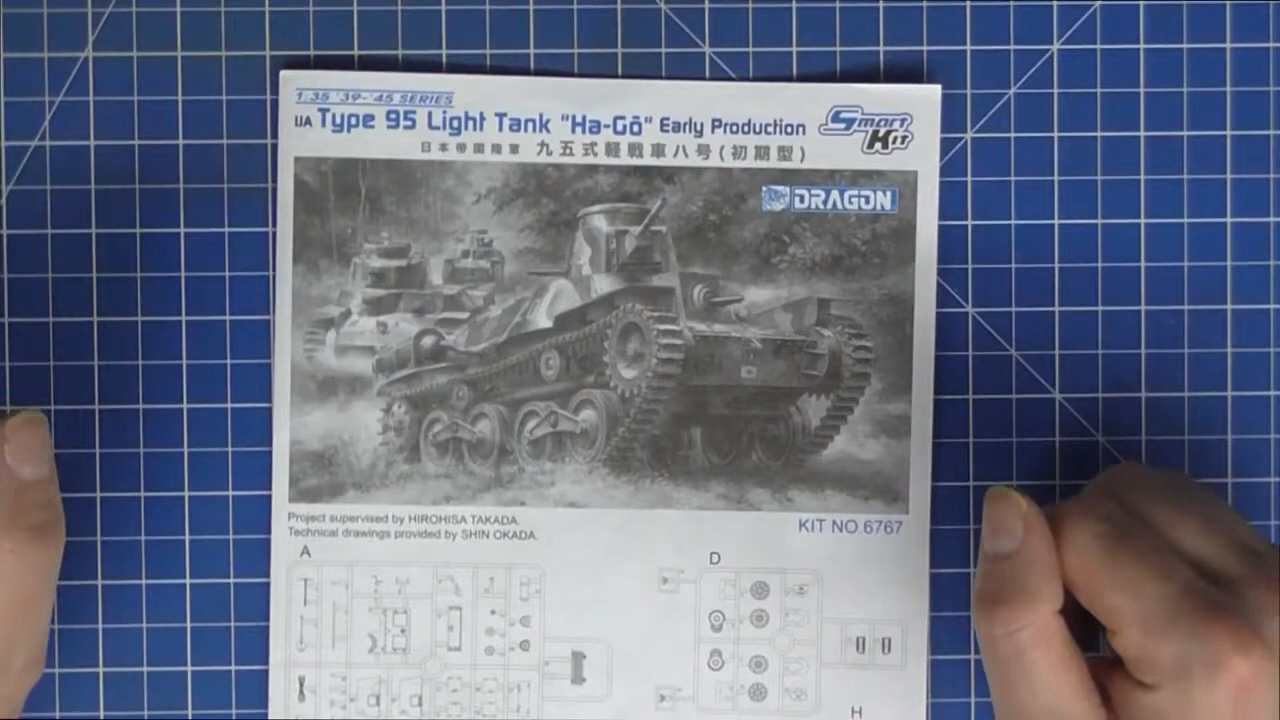 1:35 '39-'45 SERIES
IJA Type 95 Light Tank "Ha-Gō" Early Production
Smart Kit
日本帝国陸軍 九五式軽戦車八号(初期型)
DRAGON
Project supervised by HIROHISA TAKADA.
Technical drawings provided by SHIN OKADA.
KIT NO.6767
A
D
H